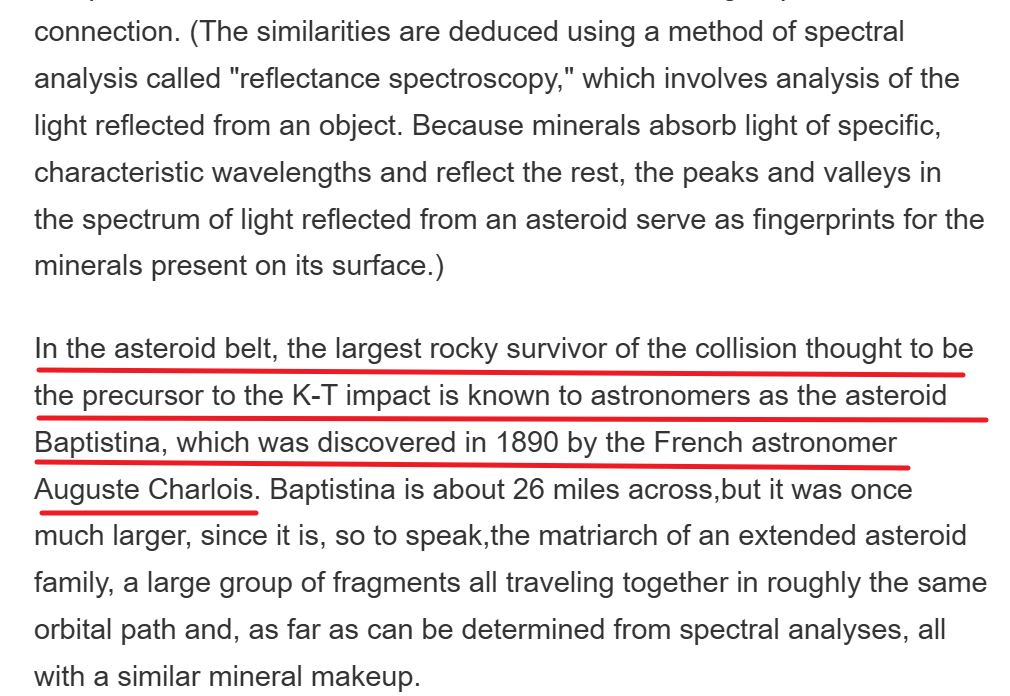 connection. (The similarities are deduced using a method of spectral
analysis called "reflectance spectroscopy," which involves analysis of the
light reflected from an object. Because minerals absorb light of specific,
characteristic wavelengths and reflect the rest, the peaks and valleys in
the spectrum of light reflected from an asteroid serve as fingerprints for the
minerals present on its surface.)
In the asteroid belt, the largest rocky survivor of the collision thought to be
the precursor to the K-T impact is known to astronomers as the asteroid
Baptistina, which was discovered in 1890 by the French astronomer
Auguste Charlois. Baptistina is about 26 miles across,but it was once
much larger, since it is, so to speak,the matriarch of an extended asteroid
family, a large group of fragments all traveling together in roughly the same
orbital path and, as far as can be determined from spectral analyses, all
with a similar mineral makeup.